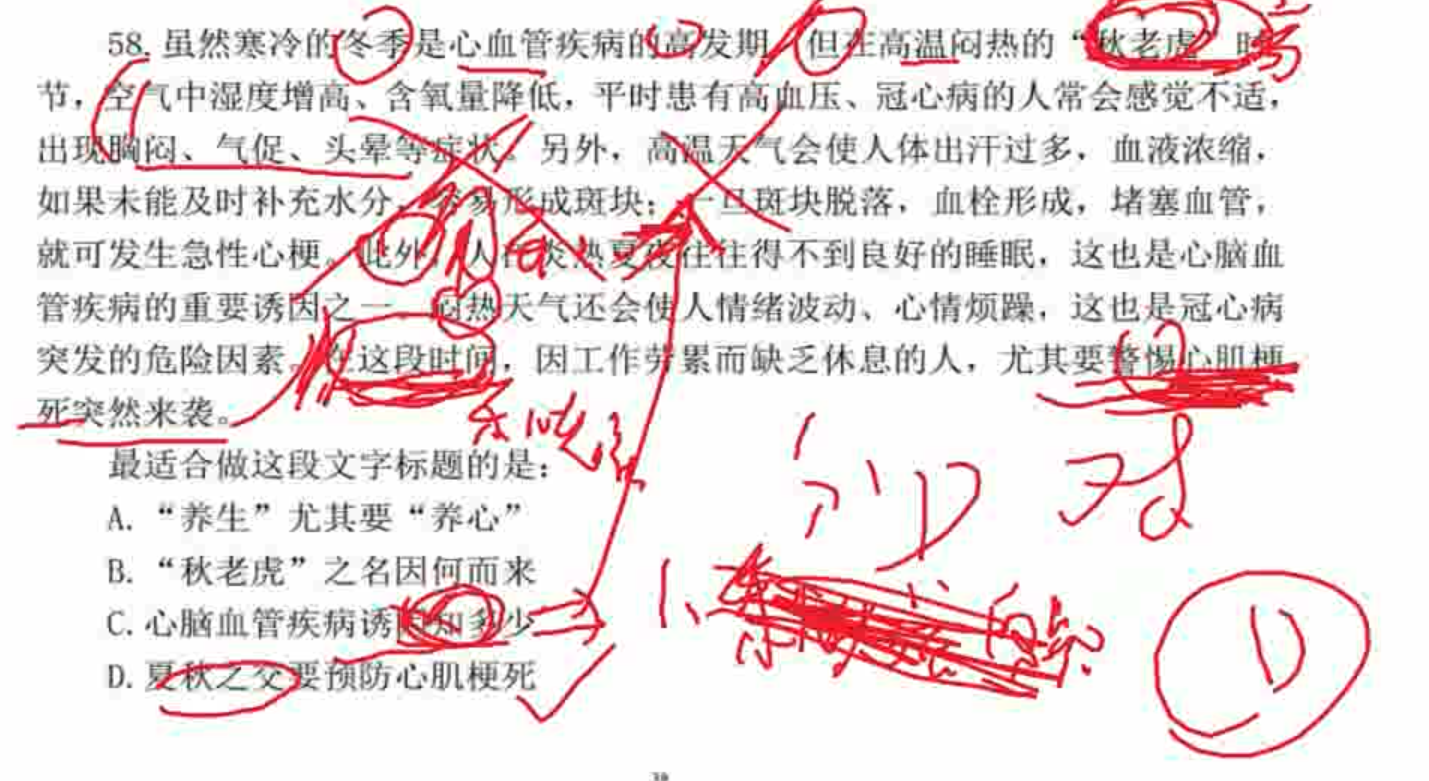 58. 虽然寒冷的冬季是心血管疾病的高发期，但在高温闷热的“秋老虎”时
节，空气中湿度增高、含氧量降低，平时患有高血压、冠心病的人常会感觉不适，
出现胸闷、气促、头晕等症状。另外，高温天气会使人体出汗过多，血液浓缩，
如果未能及时补充水分，容易形成斑块；一旦斑块脱落，血栓形成，堵塞血管，
就可发生急性心梗。此外，人在炎热夏夜往往得不到良好的睡眠，这也是心脑血
管疾病的重要诱因之一。闷热天气还会使人情绪波动、心情烦躁，这也是冠心病
突发的危险因素。在这段时间，因工作劳累而缺乏休息的人，尤其要警惕心肌梗
死突然来袭。
最适合做这段文字标题的是：
A. “养生”尤其要“养心”
B. “秋老虎”之名因何而来
C. 心脑血管疾病诱因知多少
D. 夏秋之交要预防心肌梗死
对
1、
D